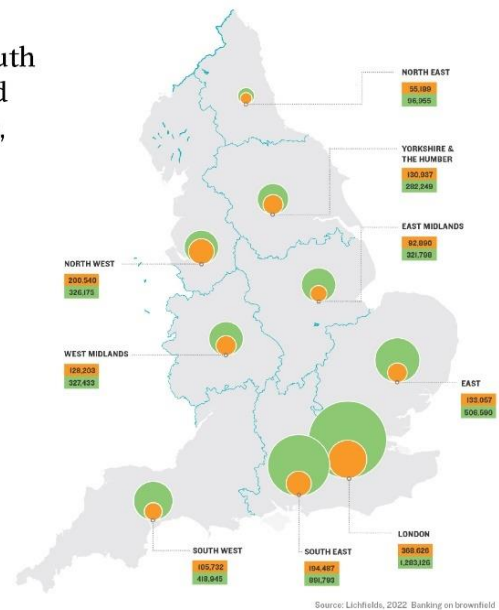 uth
d
,
NORTH EAST
55,189
96,955
YORKSHIRE &
THE HUMBER
130,937
282,249
EAST MIDLANDS
92,890
321,798
NORTH WEST
200,540
326,175
WEST MIDLANDS
128,203
327,433
EAST
133,057
506,590
LONDON
368,626
1,283,126
SOUTH WEST
105,732
418,945
SOUTH EAST
194,487
891,793
Source: Lichfields, 2022 Banking on brownfield